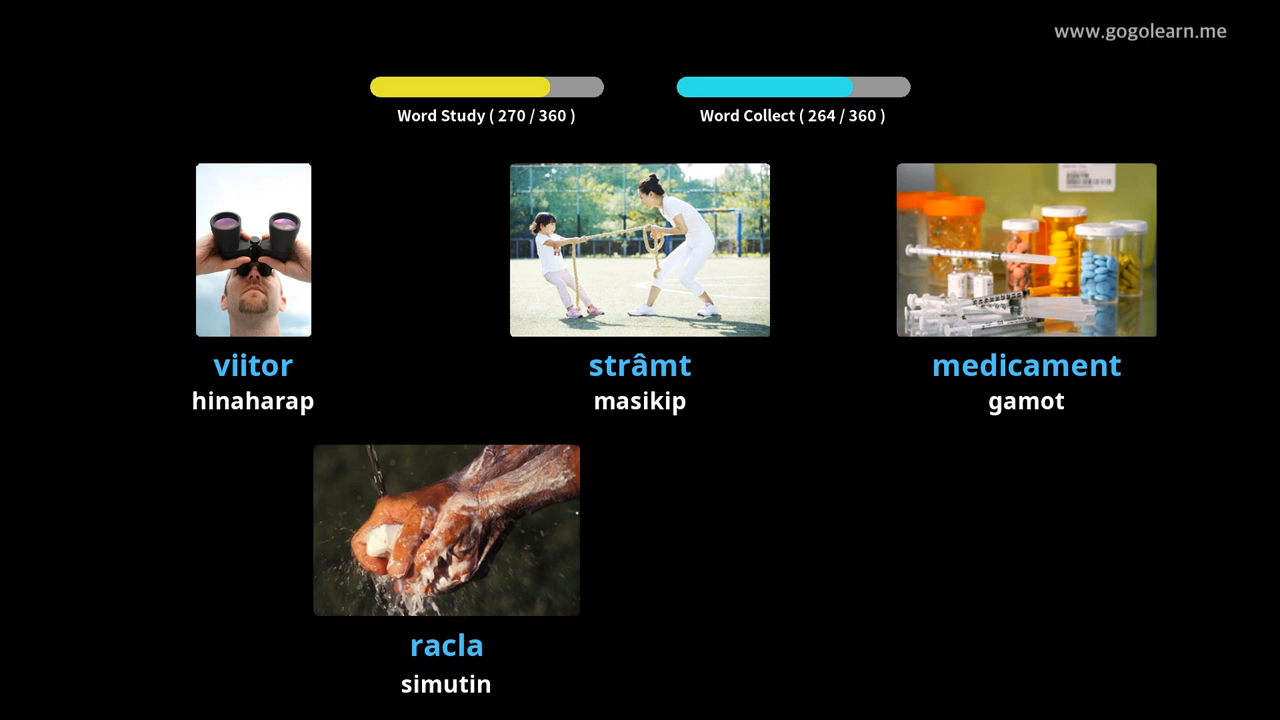 www.gogolearn.me
Word Study ( 270 / 360 )
Word Collect ( 264 / 360 )
viitor
hinaharap
strâmt
masikip
medicament
gamot
racla
simutin